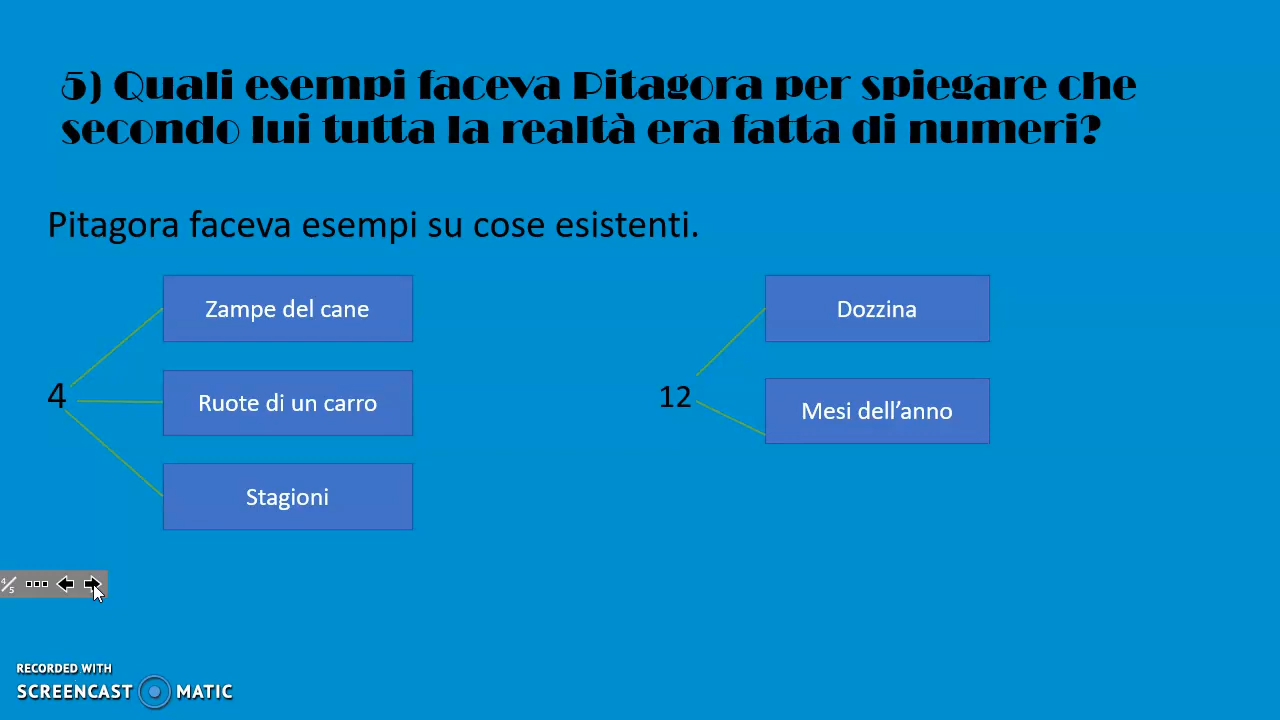 5) Quali esempi faceva Pitagora per spiegare che
secondo lui tutta la realtà era fatta di numeri?
Pitagora faceva esempi su cose esistenti.
4
Zampe del cane
Ruote di un carro
Stagioni
12
Dozzina
Mesi dell’anno
4/5
RECORDED WITH
SCREENCAST MATIC